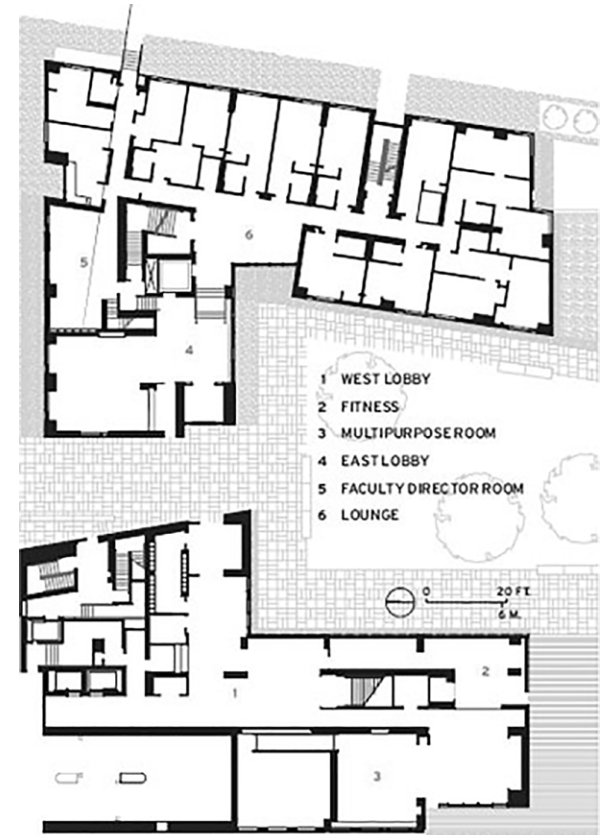 6
5
4
1 WEST LOBBY
2 FITNESS
3 MULTIPURPOSE ROOM
4 EAST LOBBY
5 FACULTY DIRECTOR ROOM
6 LOUNGE
0 20 FT.
6 M.
2
1
3